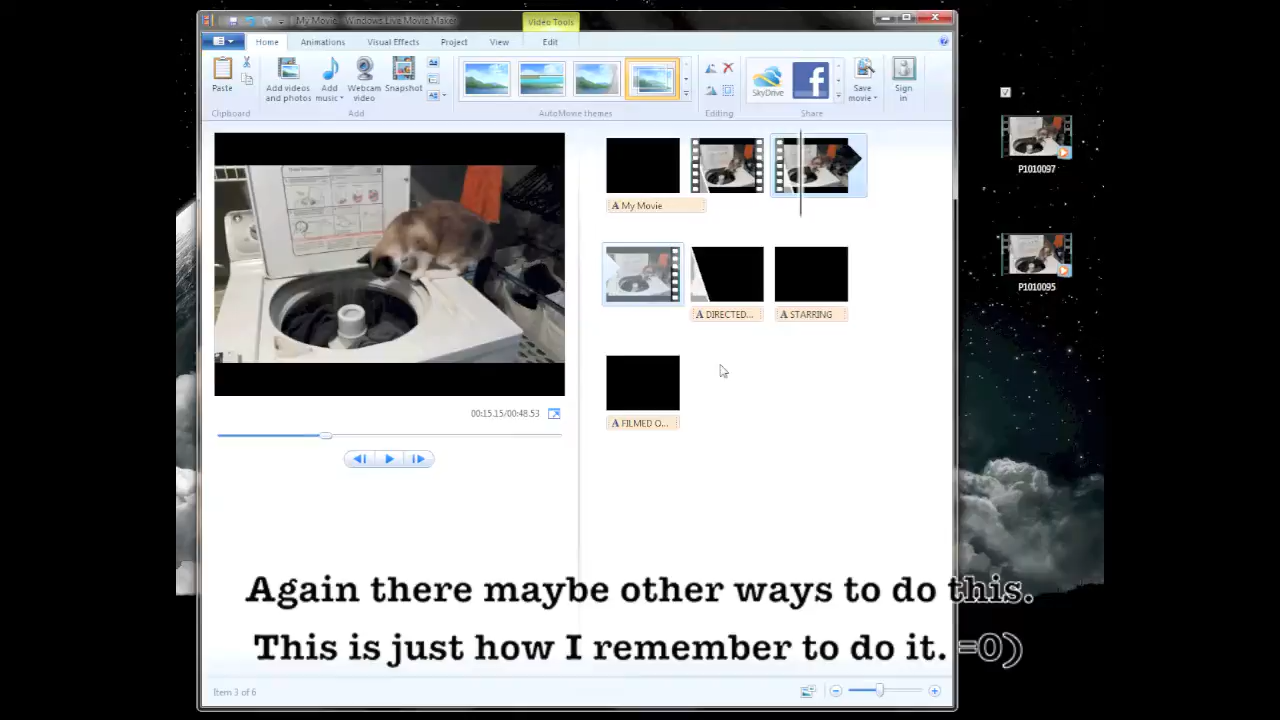 My Movie - Windows Live Movie Maker
Video Tools
Home
Animations
Visual Effects
Project
View
Edit
Paste
Add videos
and photos
Add
music
Webcam
video
Snapshot
SkyDrive
Save
movie
Sign
in
Clipboard
Add
AutoMovie themes
Editing
Share
P1010097
A My Movie
P1010095
A DIRECTED...
A STARRING
00:15.15/00:48.53
A FILMED O...
Again there maybe other ways to do this.
This is just how I remember to do it. =0)
Item 3 of 6